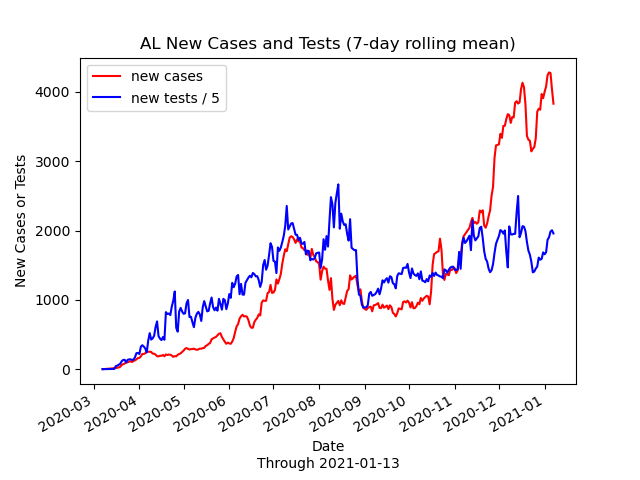 AL New Cases and Tests (7-day rolling mean)
new cases
new tests / 5
New Cases or Tests
4000
3000
2000
1000
0
2020-03
2020-04
2020-05
2020-06
2020-07
2020-08
2020-09
2020-10
2020-11
2020-12
2021-01
Date
Through 2021-01-13